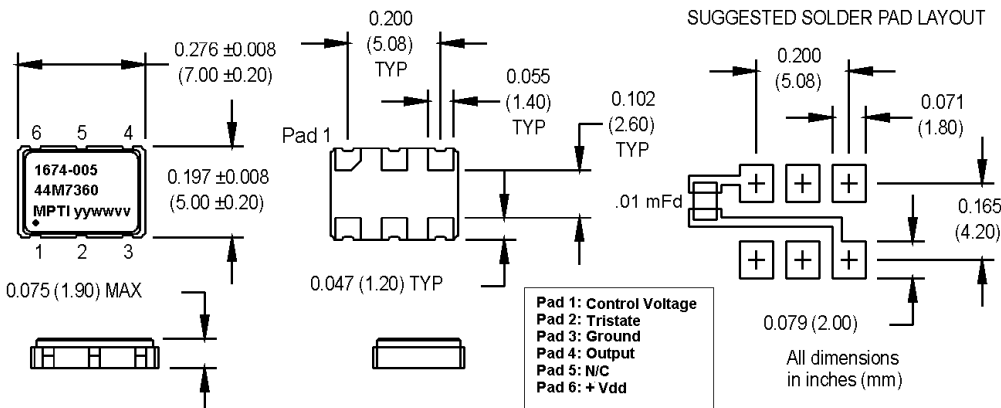 0.276 ±0.008
(7.00 ±0.20)
6 5 4
1674-005
44M7360
MPTI yywwvv
1 2 3
0.197 ±0.008
(5.00 ±0.20)
0.075 (1.90) MAX
0.200
(5.08)
TYP
0.055
(1.40)
TYP
Pad 1
0.102
(2.60)
TYP
0.047 (1.20) TYP
Pad 1: Control Voltage
Pad 2: Tristate
Pad 3: Ground
Pad 4: Output
Pad 5: N/C
Pad 6: + Vdd
SUGGESTED SOLDER PAD LAYOUT
0.200
(5.08)
0.071
(1.80)
.01 mFd
0.165
(4.20)
0.079 (2.00)
All dimensions
in inches (mm)